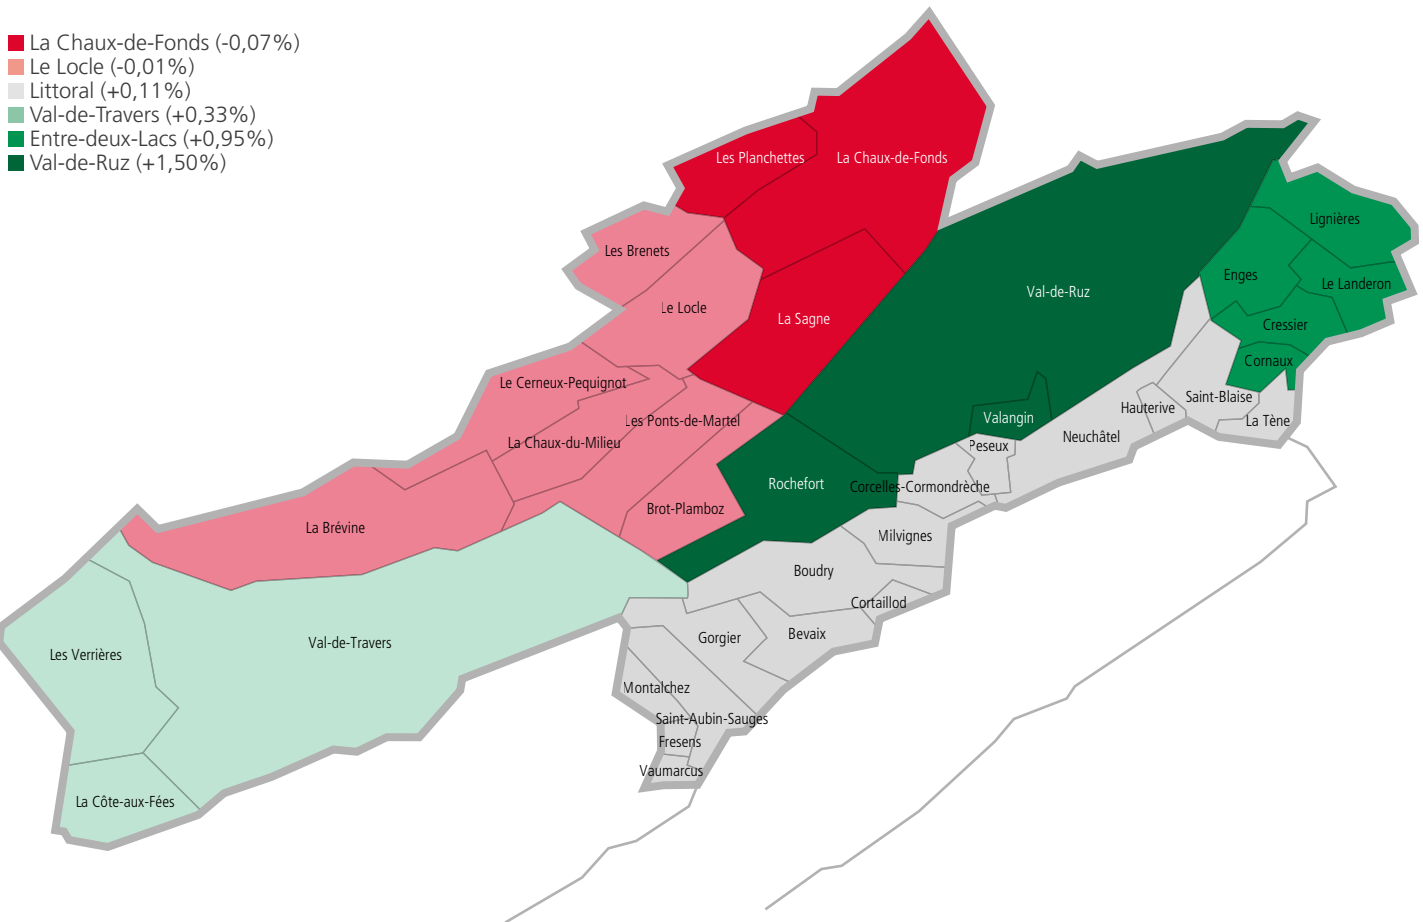 La Chaux-de-Fonds (-0,07%)
Le Locle (-0,01%)
Littoral (+0,11%)
Val-de-Travers (+0,33%)
Entre-deux-Lacs (+0,95%)
Val-de-Ruz (+1,50%)
Les Planchettes
La Chaux-de-Fonds
Lignières
Les Brenets
Enges
Le Landeron
Val-de-Ruz
Le Locle
La Sagne
Cressier
Cornaux
Le Cerneux-Pequignot
Saint-Blaise
Hauterive
La Tène
Les Ponts-de-Martel
Valangin
Neuchâtel
La Chaux-du-Milieu
Peseux
Rochefort
Corcelles-Cormondrèche
Brot-Plamboz
La Brévine
Milvignes
Boudry
Cortaillod
Bevaix
Gorgier
Val-de-Travers
Les Verrières
Montalchez
Saint-Aubin-Sauges
Fresens
Vaumarcus
La Côte-aux-Fées